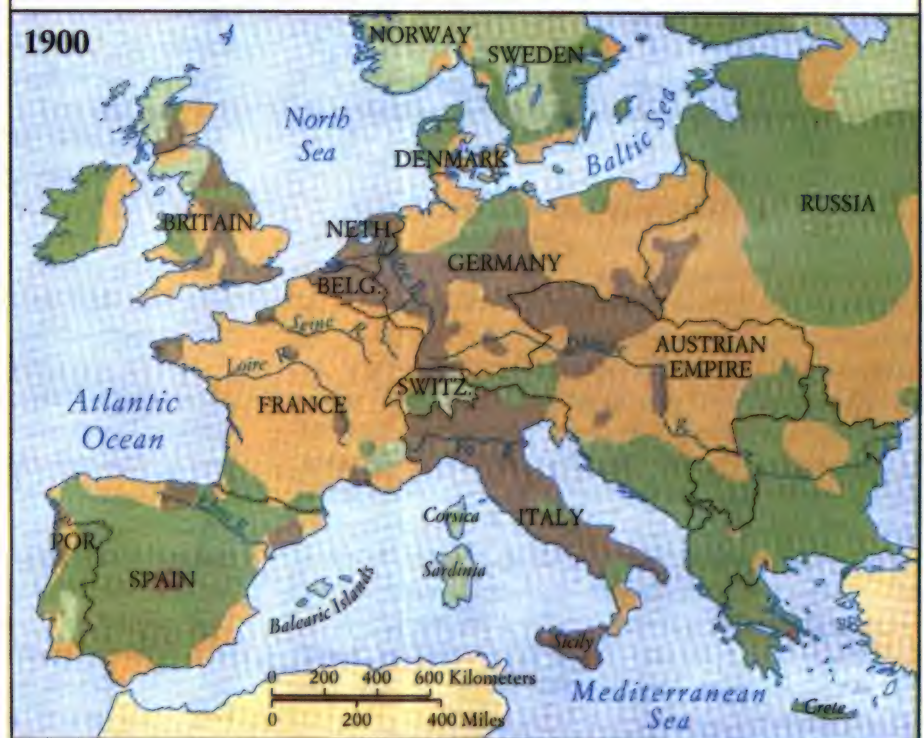 1900
NORWAY
SWEDEN
North
Sea
Baltic Sea
DENMARK
RUSSIA
BRITAIN
NETH.
GERMANY
BELG.
Seine R.
Loire R.
AUSTRIAN
EMPIRE
SWITZ.
FRANCE
Atlantic
Ocean
Po R.
R.
Corsica
ITALY
POR.
SPAIN
Sardinia
Balearic Islands
Sicily
0 200 400 600 Kilometers
0 200 400 Miles
Mediterranean
Sea
Crete